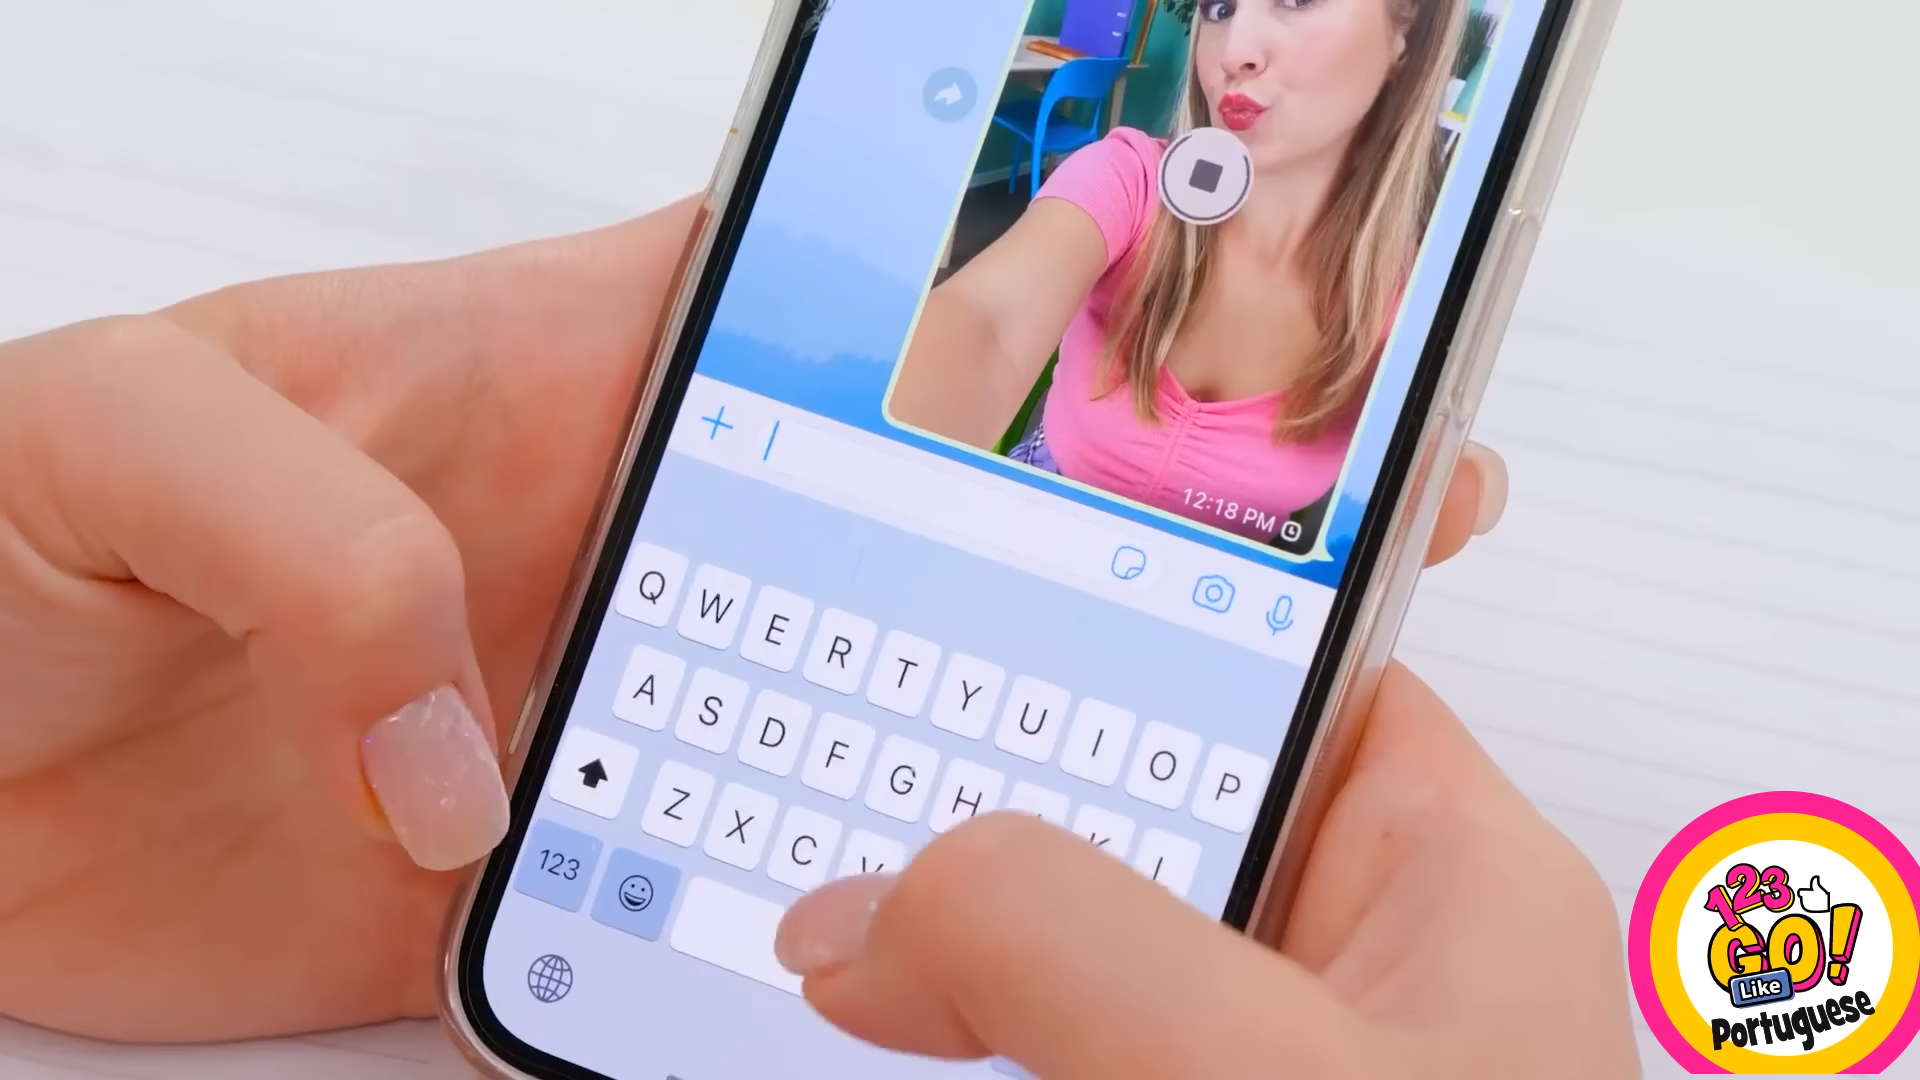 12:18 PM
Q W E R T Y U I O P
A S D F G H K
Z X C V
123
123
GO!
Like
Portuguese